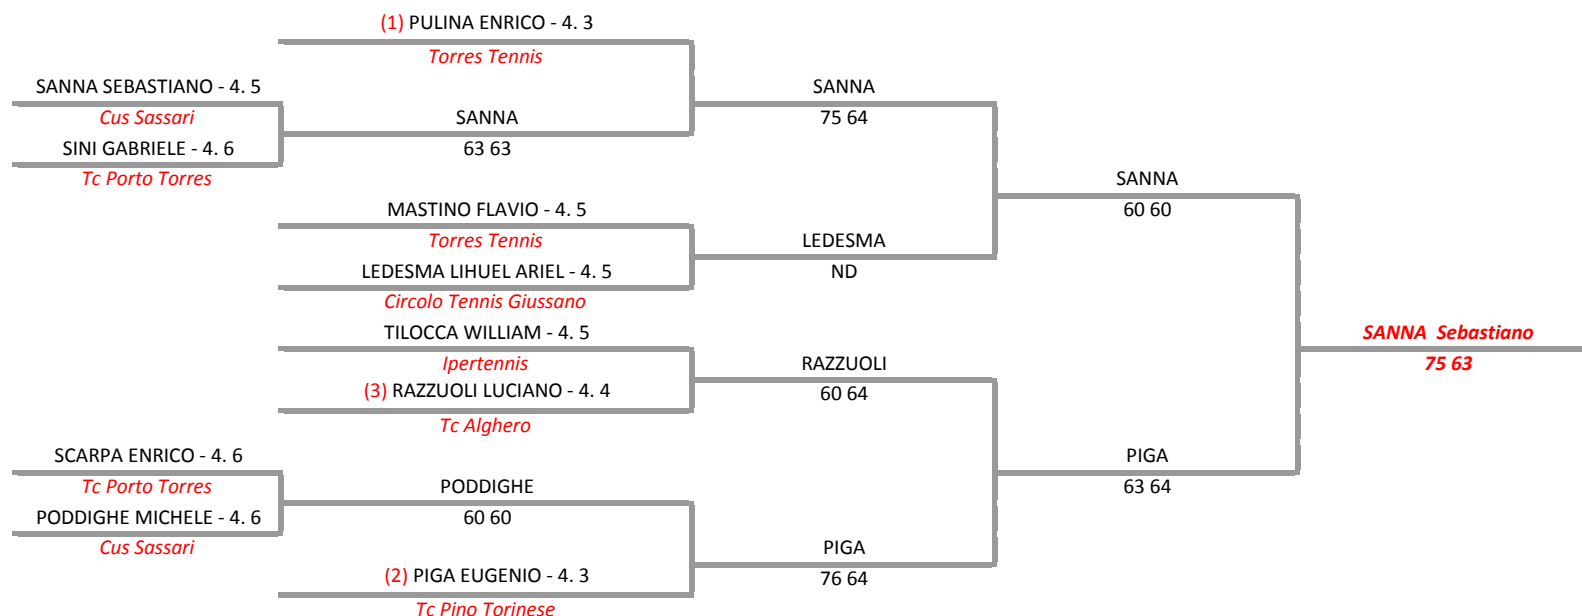 (1) PULINA ENRICO - 4. 3
Torres Tennis
SANNA SEBASTIANO - 4. 5
Cus Sassari
SINI GABRIELE - 4. 6
Tc Porto Torres
SANNA
63 63
SANNA
75 64
MASTINO FLAVIO - 4. 5
Torres Tennis
LEDESMA LIHUEL ARIEL - 4. 5
Circolo Tennis Giussano
LEDESMA
ND
SANNA
60 60
TILOCCA WILLIAM - 4. 5
Ipertennis
(3) RAZZUOLI LUCIANO - 4. 4
Tc Alghero
RAZZUOLI
60 64
SANNA Sebastiano
75 63
SCARPA ENRICO - 4. 6
Tc Porto Torres
PODDIGHE MICHELE - 4. 6
Cus Sassari
PODDIGHE
60 60
PIGA
63 64
(2) PIGA EUGENIO - 4. 3
Tc Pino Torinese
PIGA
76 64